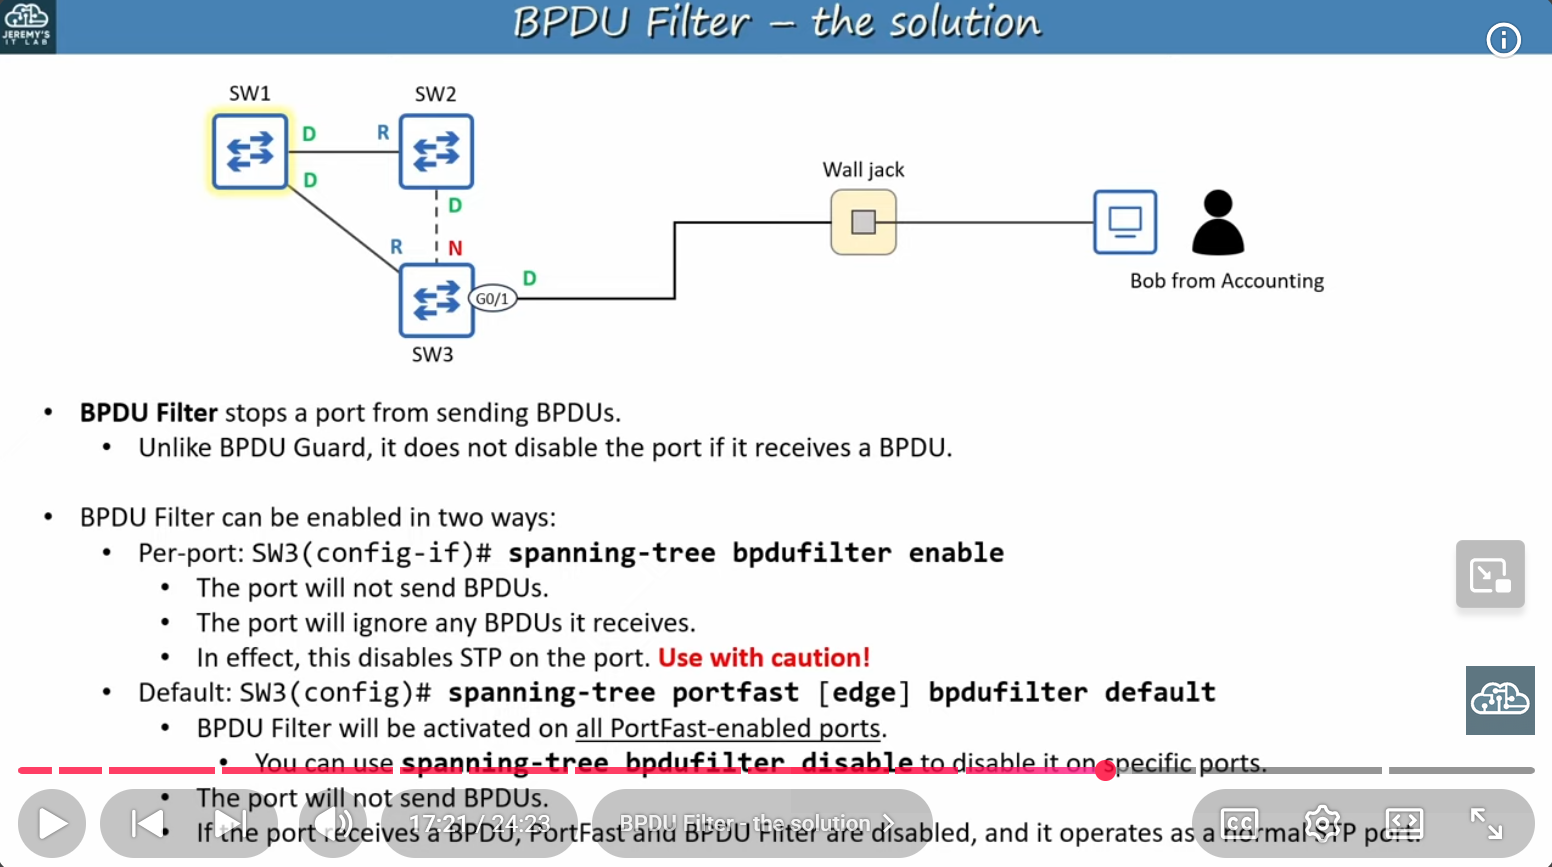 BPDU Filter – the solution
JEREMY'S
IT LAB
SW1
SW2
D
R
D
D
R
N
D
G0/1
SW3
Wall jack
Bob from Accounting
• BPDU Filter stops a port from sending BPDUs.
• Unlike BPDU Guard, it does not disable the port if it receives a BPDU.
• BPDU Filter can be enabled in two ways:
• Per-port: SW3(config-if)# spanning-tree bpdufilter enable
• The port will not send BPDUs.
• The port will ignore any BPDUs it receives.
• In effect, this disables STP on the port. Use with caution!
• Default: SW3(config)# spanning-tree portfast [edge] bpdufilter default
• BPDU Filter will be activated on all PortFast-enabled ports.
• You can use spanning-tree bpdufilter disable to disable it on specific ports.
• The port will not send BPDUs.
• If the port receives a BPDU, PortFast and BPDU Filter are disabled, and it operates as a normal STP port.
17:21 / 24:23
BPDU Filter - the solution
CC